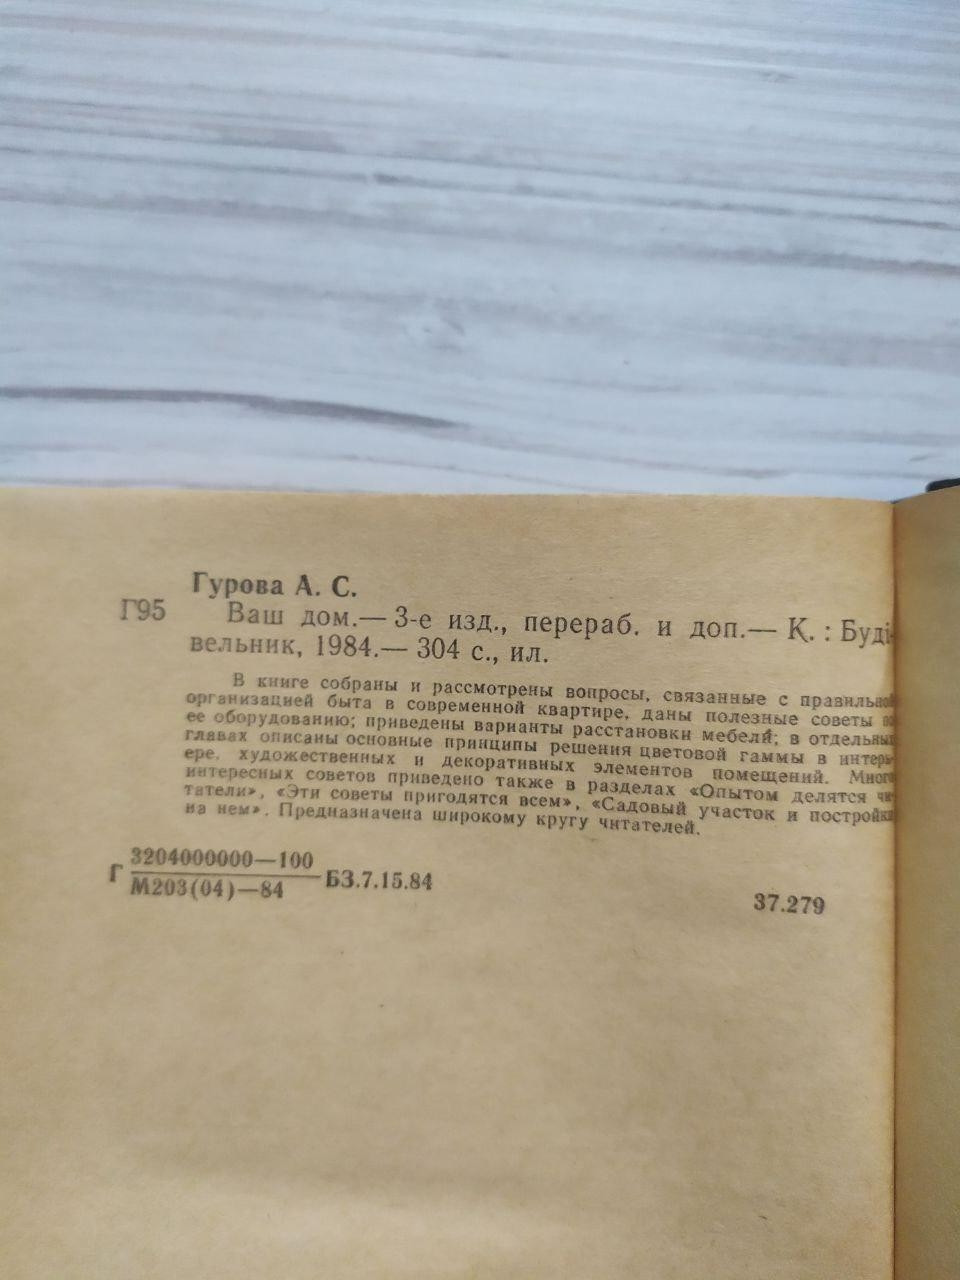 Гурова А. С.
Г95 Ваш дом.— 3-е изд., перераб. и доп.— К. : Буді
вельник, 1984.— 304 с., ил.
В книге собраны и рассмотрены вопросы, связанные с правильной
организацией быта в современной квартире, даны полезные советы по
ее оборудованию; приведены варианты расстановки мебели; в отдельных
главах описаны основные принципы решения цветовой гаммы в интерь
ере, художественных и декоративных элементов помещений. Много
интересных советов приведено также в разделах «Опытом делятся чи
татели», «Эти советы пригодятся всем», «Садовый участок и постройки
на нем». Предназначена широкому кругу читателей.
3204000000—100
Г БЗ.7.15.84
М203(04)—84
37.279